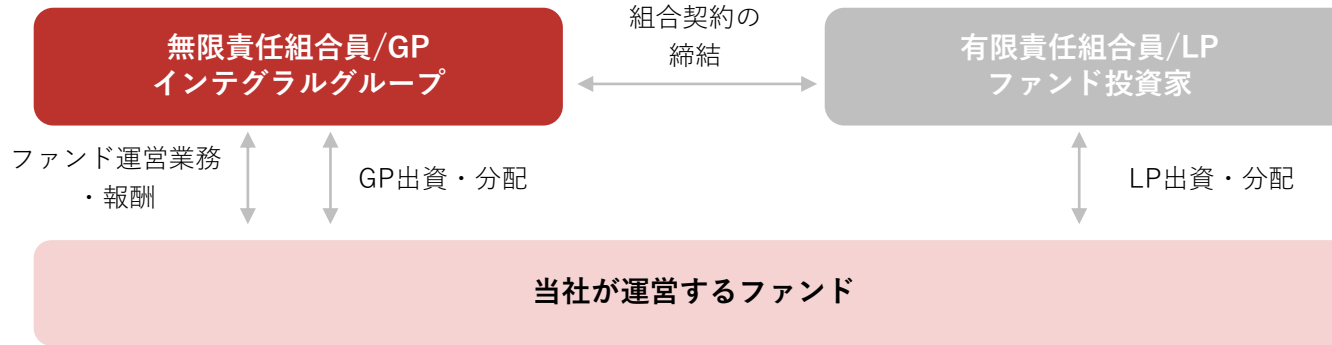 無限責任組合員/GP
インテグラルグループ
組合契約の
締結
有限責任組合員/LP
ファンド投資家
ファンド運営業務
・報酬
GP出資・分配
LP出資・分配
当社が運営するファンド